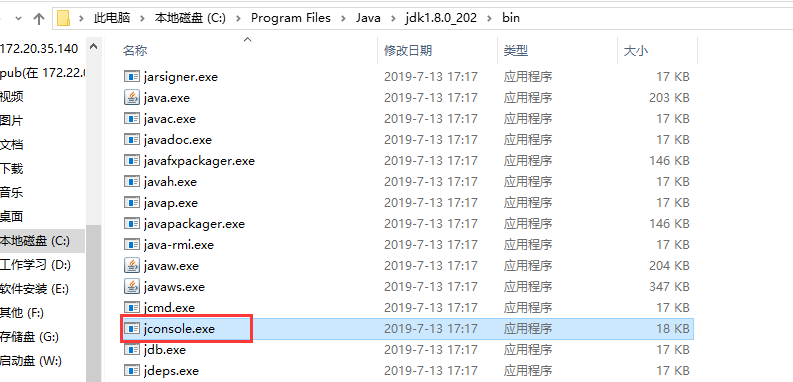 此电脑 › 本地磁盘 (C:) › Program Files › Java › jdk1.8.0_202 › bin
172.20.35.140
pub(在 172.22.0
视频
图片
文档
下载
音乐
桌面
本地磁盘 (C:)
工作学习 (D:)
软件安装 (E:)
其他 (F:)
存储盘 (G:)
启动盘 (W:)
名称 修改日期 类型 大小
jarsigner.exe 2019-7-13 17:17 应用程序 17 KB
java.exe 2019-7-13 17:17 应用程序 203 KB
javac.exe 2019-7-13 17:17 应用程序 17 KB
javadoc.exe 2019-7-13 17:17 应用程序 17 KB
javafxpackager.exe 2019-7-13 17:17 应用程序 146 KB
javah.exe 2019-7-13 17:17 应用程序 17 KB
javap.exe 2019-7-13 17:17 应用程序 17 KB
javapackager.exe 2019-7-13 17:17 应用程序 146 KB
java-rmi.exe 2019-7-13 17:17 应用程序 17 KB
javaw.exe 2019-7-13 17:17 应用程序 204 KB
javaws.exe 2019-7-13 17:17 应用程序 347 KB
jcmd.exe 2019-7-13 17:17 应用程序 17 KB
jconsole.exe 2019-7-13 17:17 应用程序 18 KB
jdb.exe 2019-7-13 17:17 应用程序 17 KB
jdeps.exe 2019-7-13 17:17 应用程序 17 KB